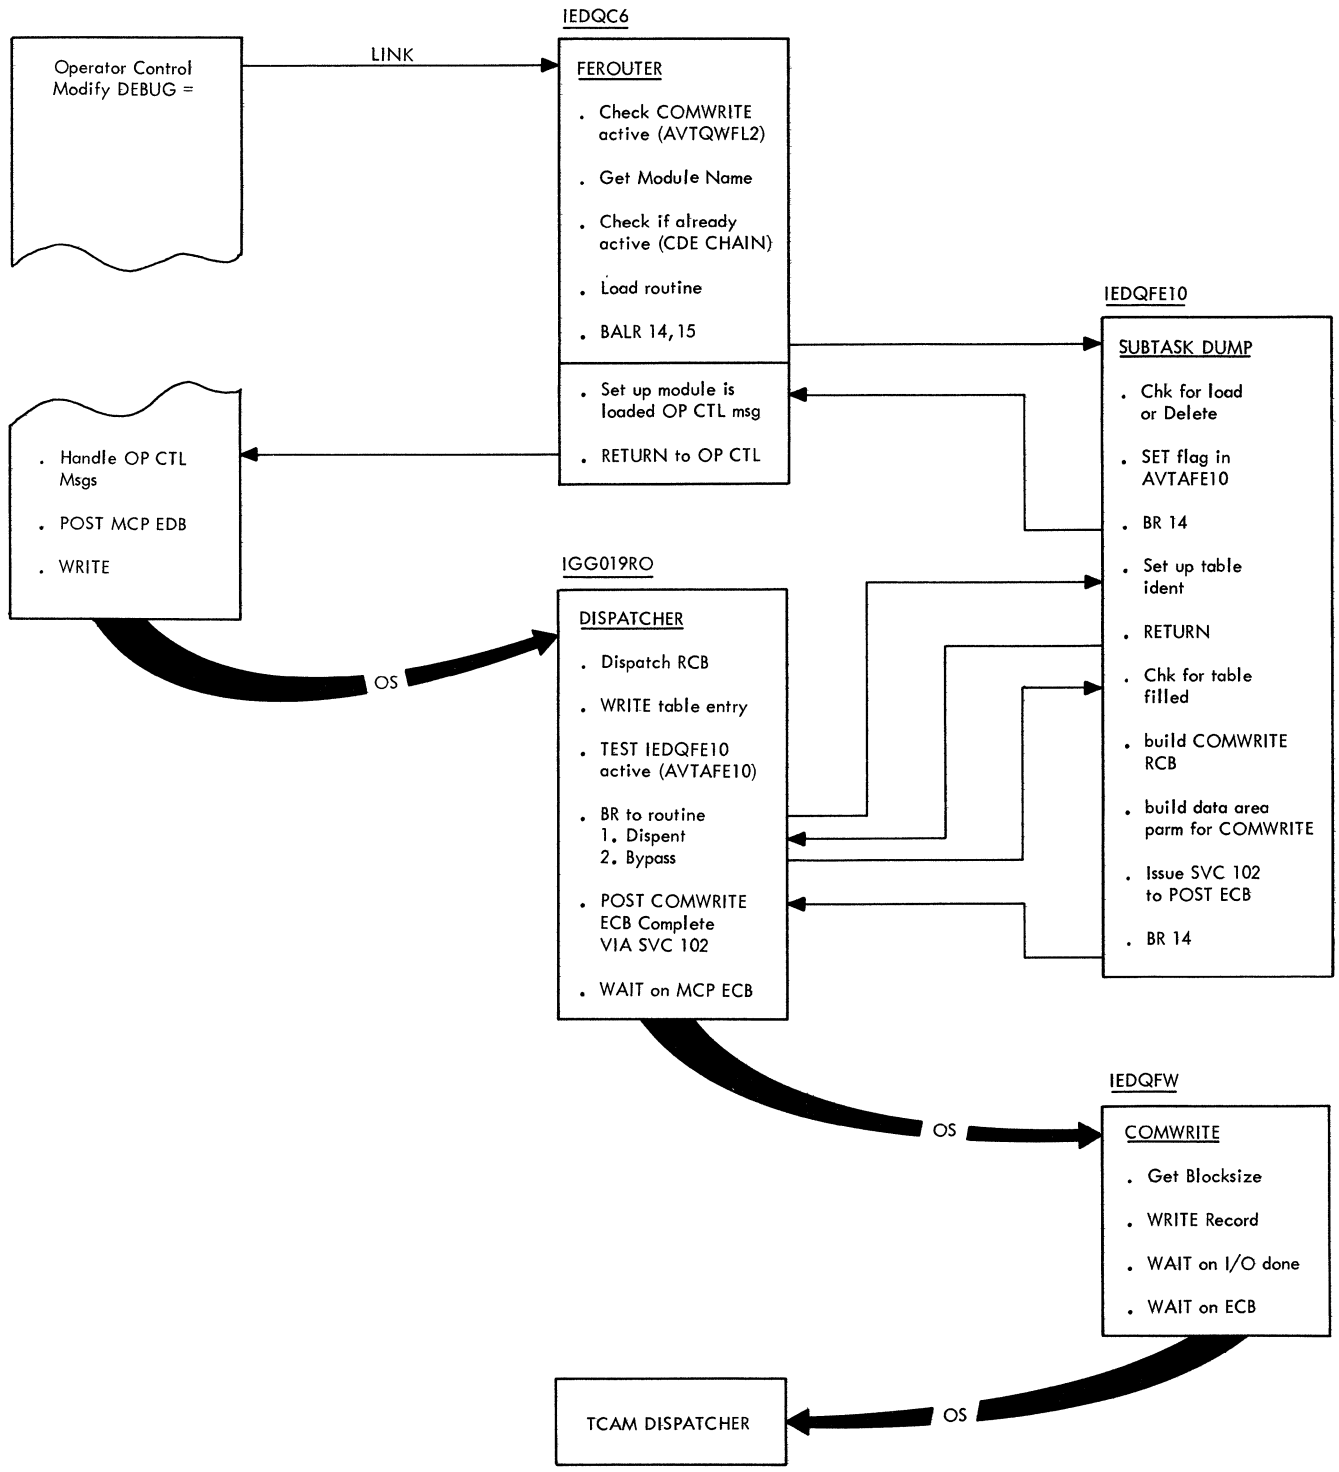 Operator Control
Modify DEBUG =
LINK
IEDQC6
FEROUTER
. Check COMWRITE
active (AVTQWFL2)
. Get Module Name
. Check if already
active (CDE CHAIN)
. Load routine
. BALR 14,15
. Set up module is
loaded OP CTL msg
. RETURN to OP CTL
. Handle OP CTL
Msgs
. POST MCP EDB
. WRITE
OS
IEDQFE10
SUBTASK DUMP
. Chk for load
or Delete
. SET flag in
AVTAFE10
. BR 14
. Set up table
ident
. RETURN
. Chk for table
filled
. build COMWRITE
RCB
. build data area
parm for COMWRITE
. Issue SVC 102
to POST ECB
. BR 14
IGG019RO
DISPATCHER
. Dispatch RCB
. WRITE table entry
. TEST IEDQFE10
active (AVTAFE10)
. BR to routine
1. Dispent
2. Bypass
. POST COMWRITE
ECB Complete
VIA SVC 102
. WAIT on MCP ECB
OS
IEDQFW
COMWRITE
. Get Blocksize
. WRITE Record
. WAIT on I/O done
. WAIT on ECB
OS
TCAM DISPATCHER